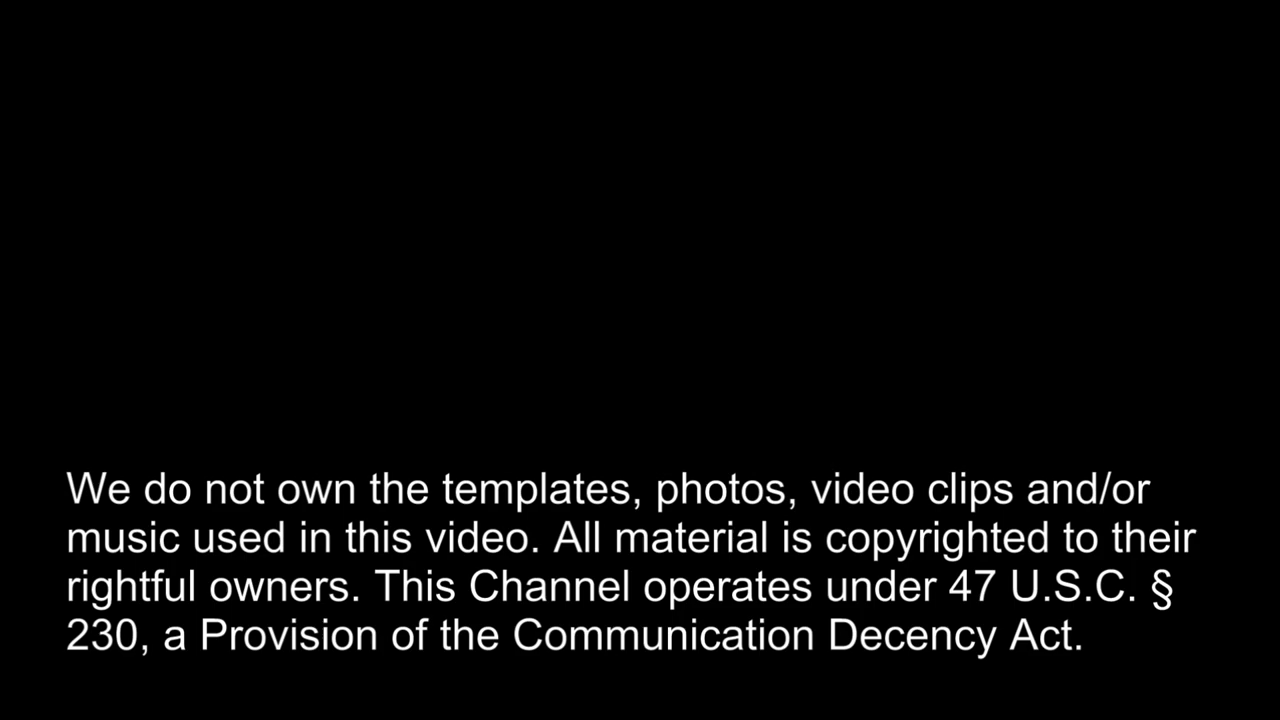 We do not own the templates, photos, video clips and/or
music used in this video. All material is copyrighted to their
rightful owners. This Channel operates under 47 U.S.C. §
230, a Provision of the Communication Decency Act.